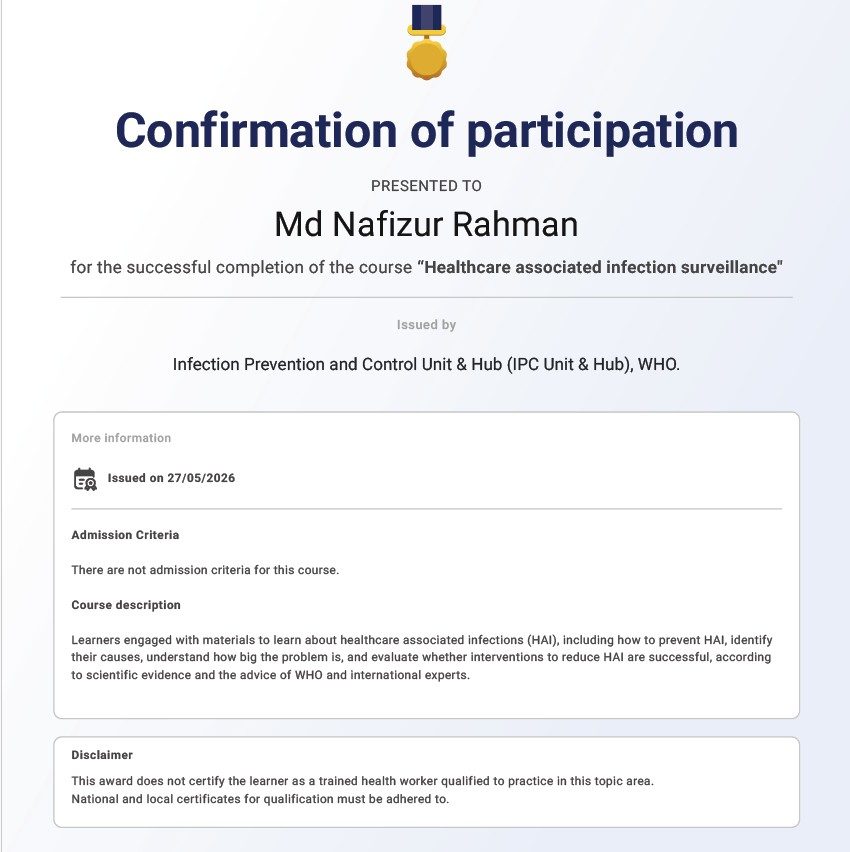 Confirmation of participation
PRESENTED TO
Md Nafizur Rahman
for the successful completion of the course “Healthcare associated infection surveillance"
Issued by
Infection Prevention and Control Unit & Hub (IPC Unit & Hub), WHO.
More information
Issued on 27/05/2026
Admission Criteria
There are not admission criteria for this course.
Course description
Learners engaged with materials to learn about healthcare associated infections (HAI), including how to prevent HAI, identify
their causes, understand how big the problem is, and evaluate whether interventions to reduce HAI are successful, according
to scientific evidence and the advice of WHO and international experts.
Disclaimer
This award does not certify the learner as a trained health worker qualified to practice in this topic area.
National and local certificates for qualification must be adhered to.